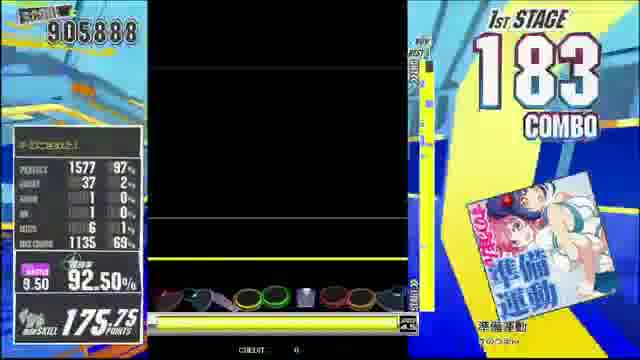 905888
1ST STAGE
183
COMBO
PERFECT 1577 97%
GREAT 37 2%
GOOD 1 0%
OK 1 0%
MISS 6 1%
MAX COMBO 1135 69%
9.50 92.50%
SKILL 175.75 POINTS
準備
運動
準備運動
CREDIT 0